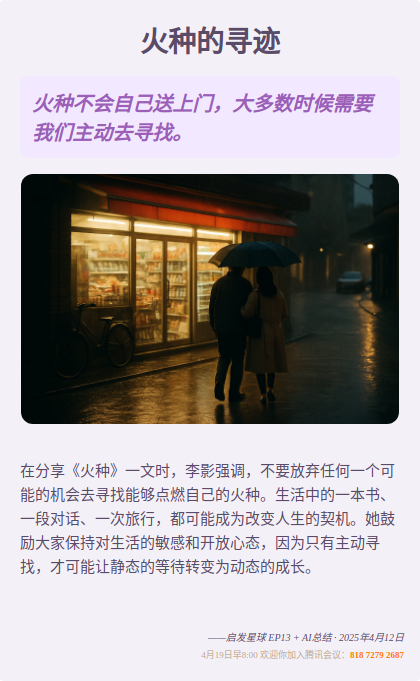 火种的寻迹
火种不会自己送上门，大多数时候需要
我们主动去寻找。
在分享《火种》一文时，李影强调，不要放弃任何一个可
能的机会去寻找能够点燃自己的火种。生活中的一本书、
一段对话、一次旅行，都可能成为改变人生的契机。她鼓
励大家保持对生活的敏感和开放心态，因为只有主动寻
找，才可能让静态的等待转变为动态的成长。
——启发星球 EP13 + AI总结 · 2025年4月12日
4月19日早8:00 欢迎你加入腾讯会议：818 7279 2687